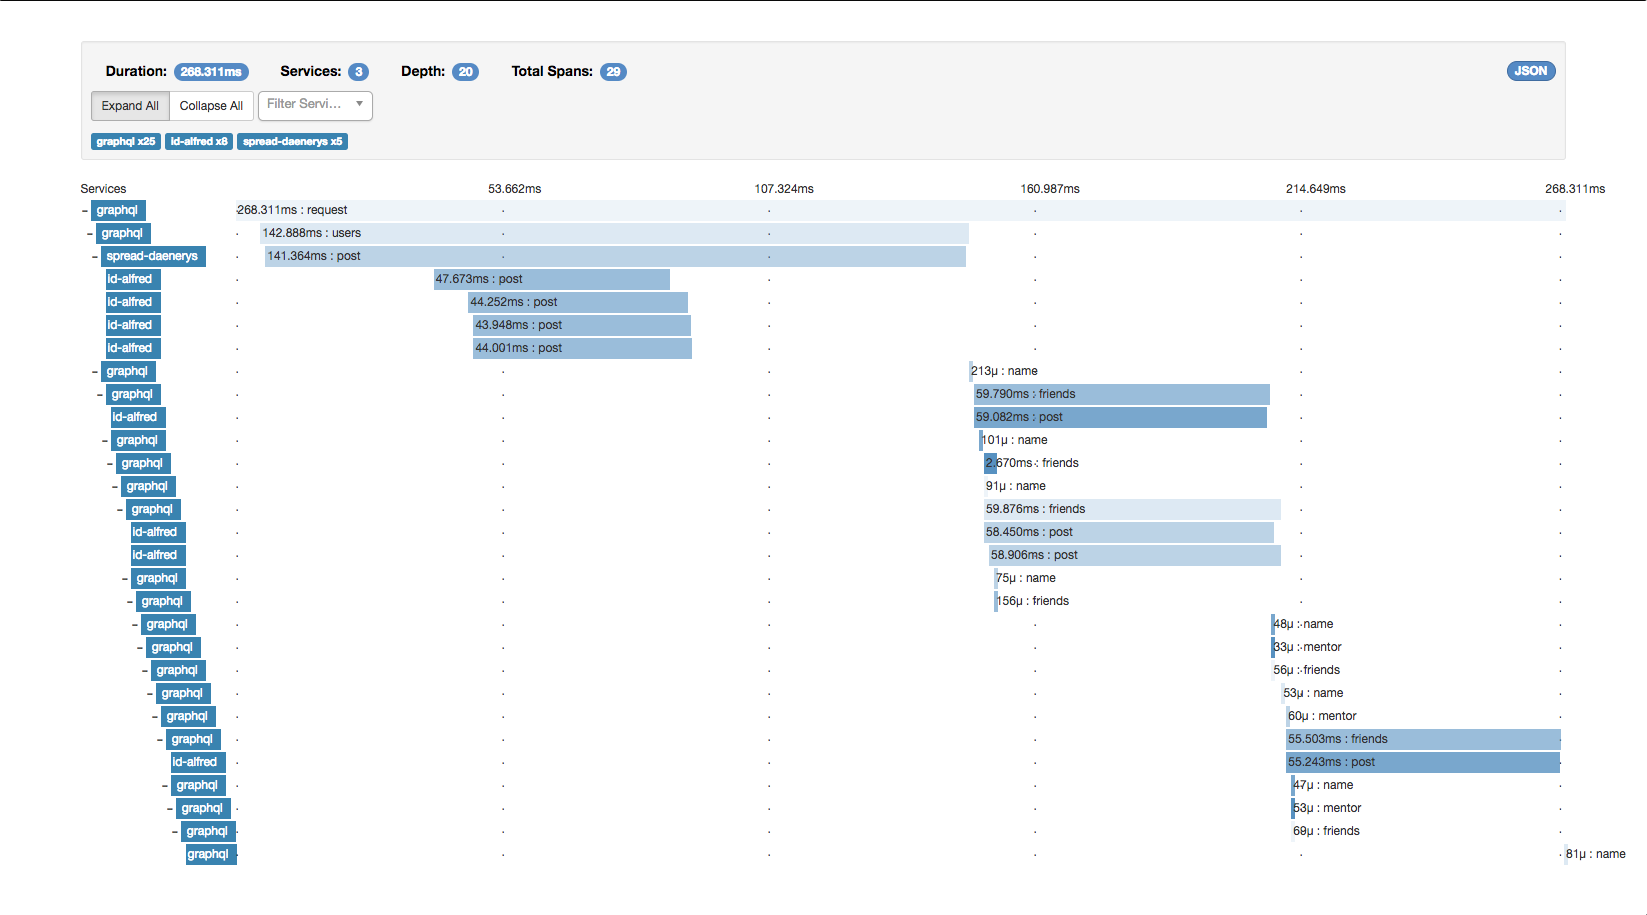 Duration: 268.311ms Services: 3 Depth: 20 Total Spans: 29 JSON
Expand All Collapse All Filter Servi...
graphql x25 id-alfred x8 spread-daenerys x5
Services 53.662ms 107.324ms 160.987ms 214.649ms 268.311ms
– graphql 268.311ms : request
– graphql 142.888ms : users
– spread-daenerys 141.364ms : post
id-alfred 47.673ms : post
id-alfred 44.252ms : post
id-alfred 43.948ms : post
id-alfred 44.001ms : post
– graphql 213μ : name
– graphql 59.790ms : friends
id-alfred 59.082ms : post
– graphql 101μ : name
– graphql 2.670ms : friends
– graphql 91μ : name
– graphql 59.876ms : friends
id-alfred 58.450ms : post
id-alfred 58.906ms : post
– graphql 75μ : name
– graphql 156μ : friends
– graphql 48μ : name
– graphql 33μ : mentor
– graphql 56μ : friends
– graphql 53μ : name
– graphql 60μ : mentor
– graphql 55.503ms : friends
id-alfred 55.243ms : post
– graphql 47μ : name
– graphql 53μ : mentor
– graphql : friends
graphql 81μ : name